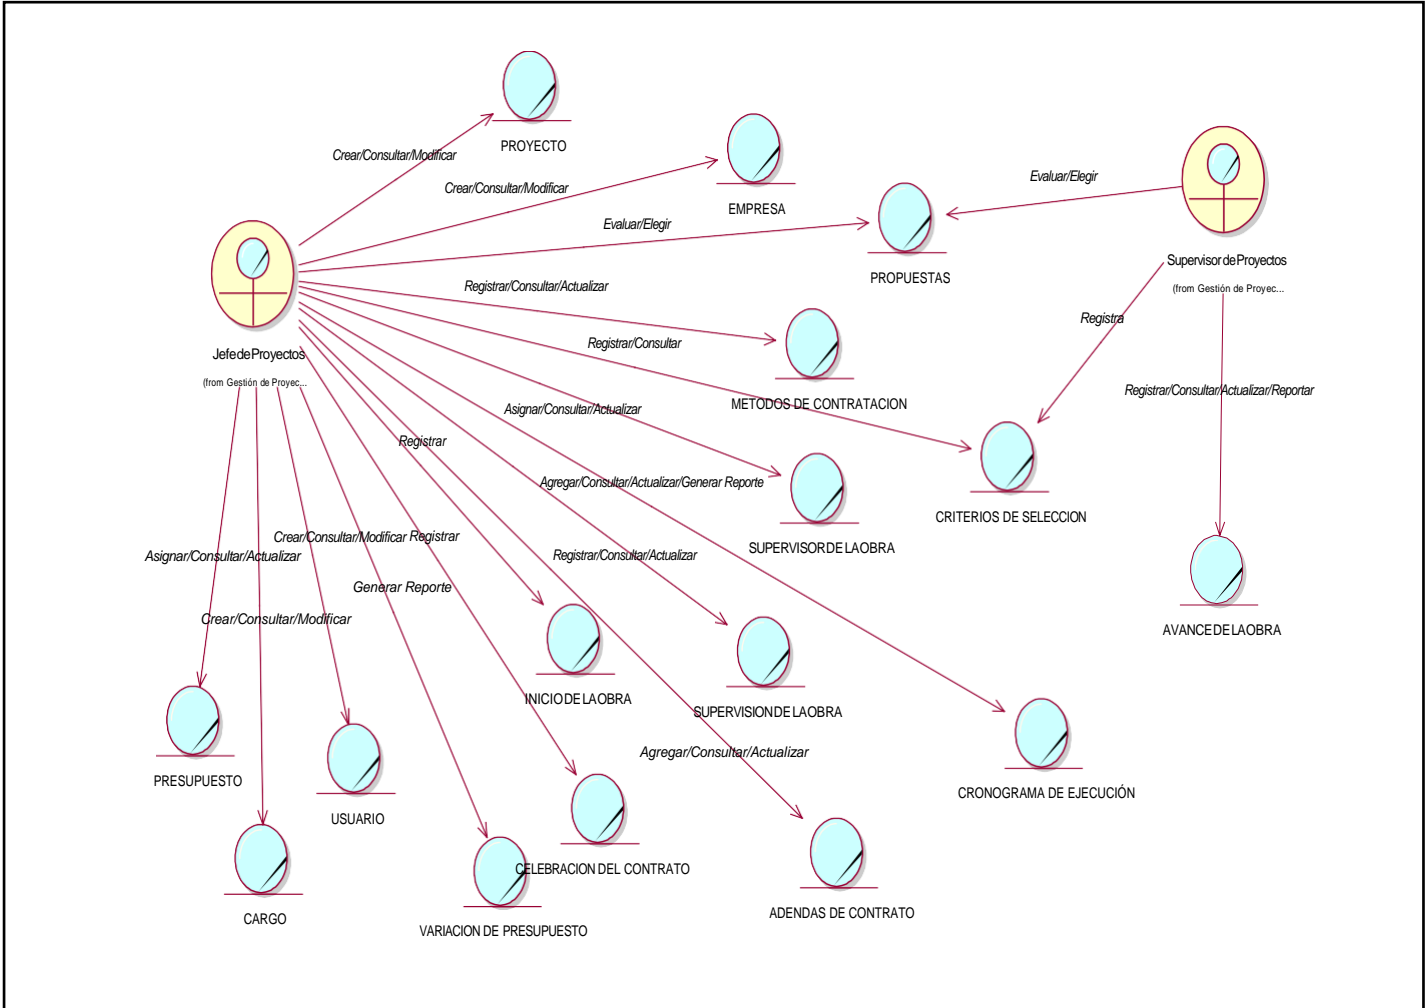 PROYECTO
Crear/Consultar/Modificar
EMPRESA
Crear/Consultar/Modificar
Evaluar/Elegir
Evaluar/Elegir
PROPUESTAS
Supervisor de Proyectos
(from Gestión de Proyec...
Registrar/Consultar/Actualizar
Registra
Registrar/Consultar
Jefe de Proyectos
(from Gestión de Proyec...
METODOS DE CONTRATACION
Registrar/Consultar/Actualizar/Reportar
Asignar/Consultar/Actualizar
Registrar
Agregar/Consultar/Actualizar/Generar Reporte
CRITERIOS DE SELECCION
SUPERVISOR DE LA OBRA
Crear/Consultar/Modificar
Registrar
Asignar/Consultar/Actualizar
Registrar/Consultar/Actualizar
Generar Reporte
Crear/Consultar/Modificar
AVANCE DE LA OBRA
INICIO DE LA OBRA
SUPERVISION DE LA OBRA
Agregar/Consultar/Actualizar
PRESUPUESTO
CRONOGRAMA DE EJECUCIÓN
USUARIO
CELEBRACION DEL CONTRATO
ADENDAS DE CONTRATO
CARGO
VARIACION DE PRESUPUESTO